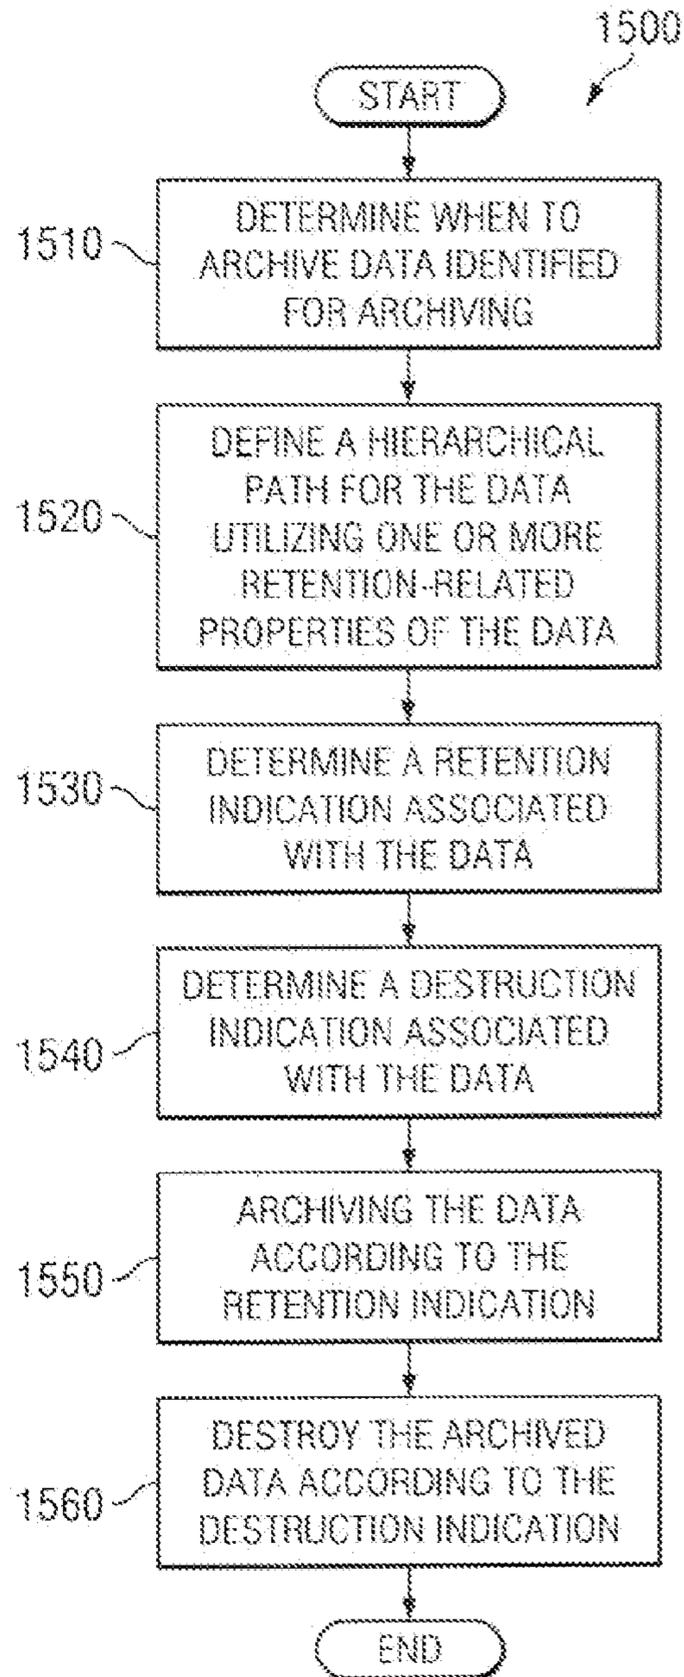 1500
START
1510
DETERMINE WHEN TO
ARCHIVE DATA IDENTIFIED
FOR ARCHIVING
1520
DEFINE A HIERARCHICAL
PATH FOR THE DATA
UTILIZING ONE OR MORE
RETENTION-RELATED
PROPERTIES OF THE DATA
1530
DETERMINE A RETENTION
INDICATION ASSOCIATED
WITH THE DATA
1540
DETERMINE A DESTRUCTION
INDICATION ASSOCIATED
WITH THE DATA
1550
ARCHIVING THE DATA
ACCORDING TO THE
RETENTION INDICATION
1560
DESTROY THE ARCHIVED
DATA ACCORDING TO THE
DESTRUCTION INDICATION
END